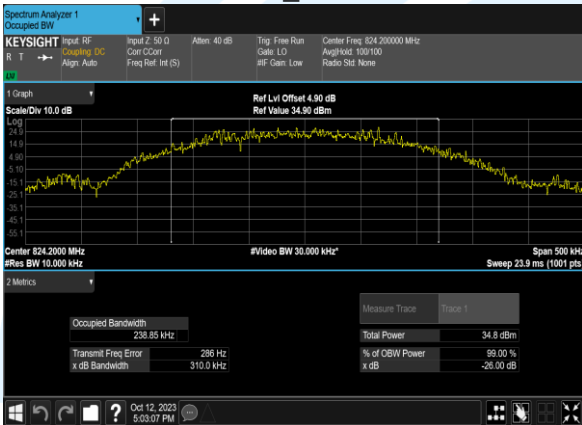 Spectrum Analyzer 1
Occupied BW
KEYSIGHT
R T
LXI
Input: RF
Coupling: DC
Align: Auto
Input Z: 50 Ω
Corr CCorr
Freq Ref: Int (S)
Atten: 40 dB
Trig: Free Run
Gate: LO
#IF Gain: Low
Center Freq: 824.200000 MHz
Avg|Hold: 100/100
Radio Std: None
1 Graph
Scale/Div 10.0 dB
Ref Lvl Offset 4.90 dB
Ref Value 34.90 dBm
Log
24.9
14.9
4.90
-5.10
-15.1
-25.1
-35.1
-45.1
-55.1
Center 824.2000 MHz
#Res BW 10.000 kHz
#Video BW 30.000 kHz*
Span 500 kHz
Sweep 23.9 ms (1001 pts)
2 Metrics
Measure Trace
Trace 1
Occupied Bandwidth
238.85 kHz
Total Power
34.8 dBm
Transmit Freq Error
286 Hz
% of OBW Power
99.00 %
x dB Bandwidth
310.0 kHz
x dB
-26.00 dB
?
Oct 12, 2023
5:03:07 PM